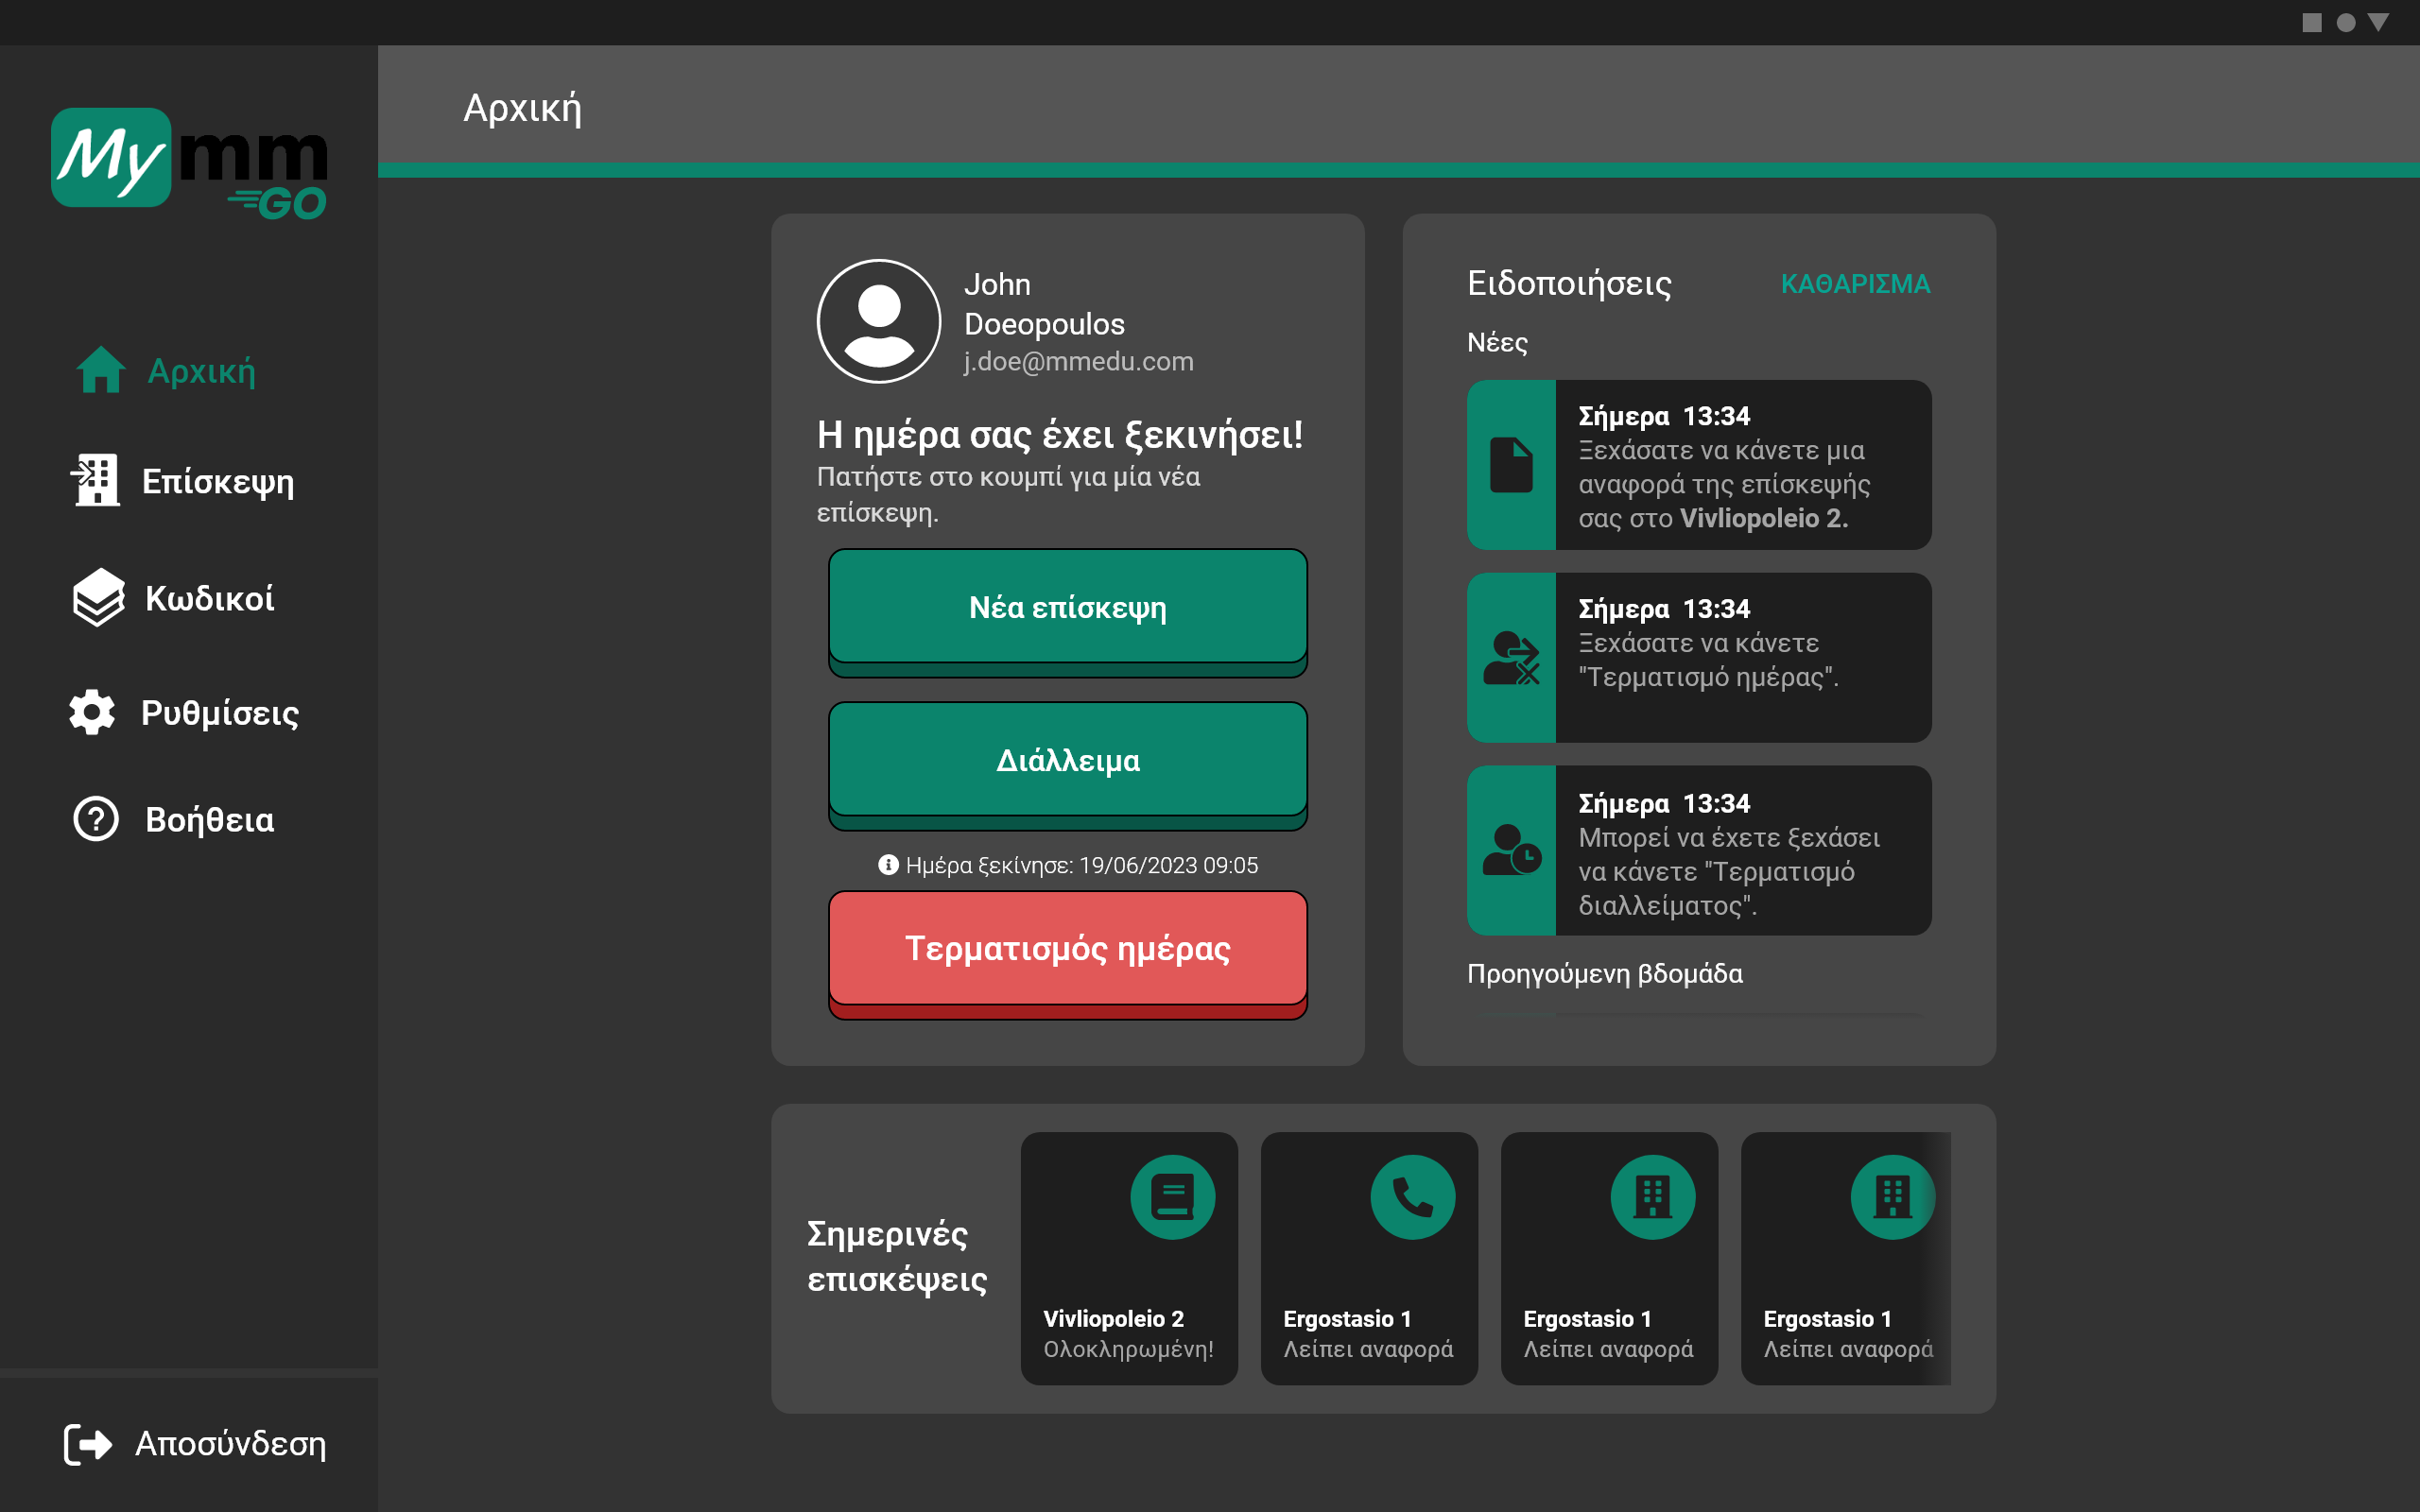 Αρχική
My mm
GO
Αρχική
Επίσκεψη
Κωδικοί
Ρυθμίσεις
Βοήθεια
Αποσύνδεση
John
Doeopoulos
j.doe@mmedu.com
Η ημέρα σας έχει ξεκινήσει!
Πατήστε στο κουμπί για μία νέα
επίσκεψη.
Νέα επίσκεψη
Διάλλειμα
Ημέρα ξεκίνησε: 19/06/2023 09:05
Τερματισμός ημέρας
Ειδοποιήσεις ΚΑΘΑΡΙΣΜΑ
Νέες
Σήμερα 13:34
Ξεχάσατε να κάνετε μια
αναφορά της επίσκεψής
σας στο Vivliopoleio 2.
Σήμερα 13:34
Ξεχάσατε να κάνετε
"Τερματισμό ημέρας".
Σήμερα 13:34
Μπορεί να έχετε ξεχάσει
να κάνετε "Τερματισμό
διαλλείματος".
Προηγούμενη βδομάδα
Σημερινές
επισκέψεις
Vivliopoleio 2
Ολοκληρωμένη!
Ergostasio 1
Λείπει αναφορά
Ergostasio 1
Λείπει αναφορά
Ergostasio 1
Λείπει αναφορά